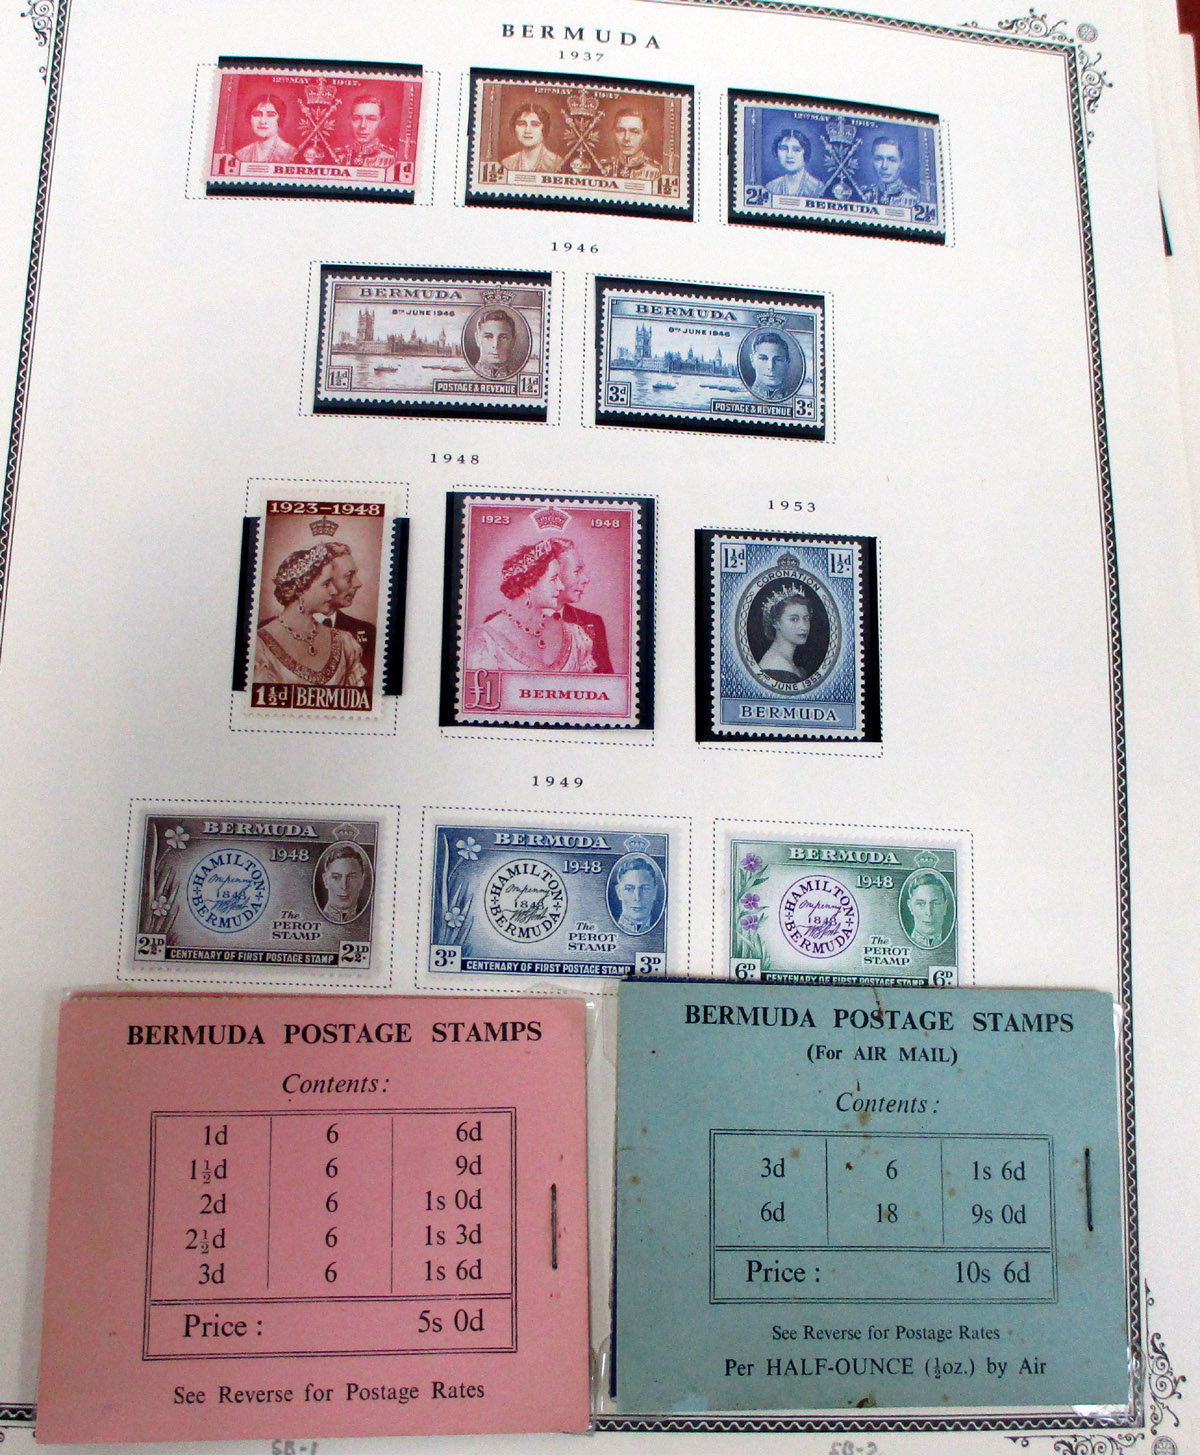 BERMUDA
1937
12TH MAY 1937.
1d
BERMUDA
1d.
12TH MAY 1937.
1½d
BERMUDA
1½d
12TH MAY 1937.
2½d
BERMUDA
2½d.
1946
BERMUDA
8TH JUNE 1946
1½d
POSTAGE & REVENUE
1½d
BERMUDA
8TH JUNE 1946
3d
POSTAGE & REVENUE
3d
1948
1923-1948
1½d BERMUDA
1923 1948
£1 BERMUDA
1953
1½d. 1½d.
CORONATION
2ND JUNE 1953
BERMUDA
1949
BERMUDA
1948
HAMILTON
1848
BERMUDA
The
PEROT
STAMP
2½D 2½D
CENTENARY OF FIRST POSTAGE STAMP
BERMUDA
1948
HAMILTON
1848
BERMUDA
The
PEROT
STAMP
3D 3D
CENTENARY OF FIRST POSTAGE STAMP
BERMUDA
1948
HAMILTON
1848
BERMUDA
The
PEROT
STAMP
6D 6D
CENTENARY OF FIRST POSTAGE STAMP
BERMUDA POSTAGE STAMPS
Contents:
1d 6 6d
1½d 6 9d
2d 6 1s 0d
2½d 6 1s 3d
3d 6 1s 6d
Price : 5s 0d
See Reverse for Postage Rates
BERMUDA POSTAGE STAMPS
(For AIR MAIL)
Contents :
3d 6 1s 6d
6d 18 9s 0d
Price : 10s 6d
See Reverse for Postage Rates
Per HALF-OUNCE (½oz.) by Air
SB-1
SB-2